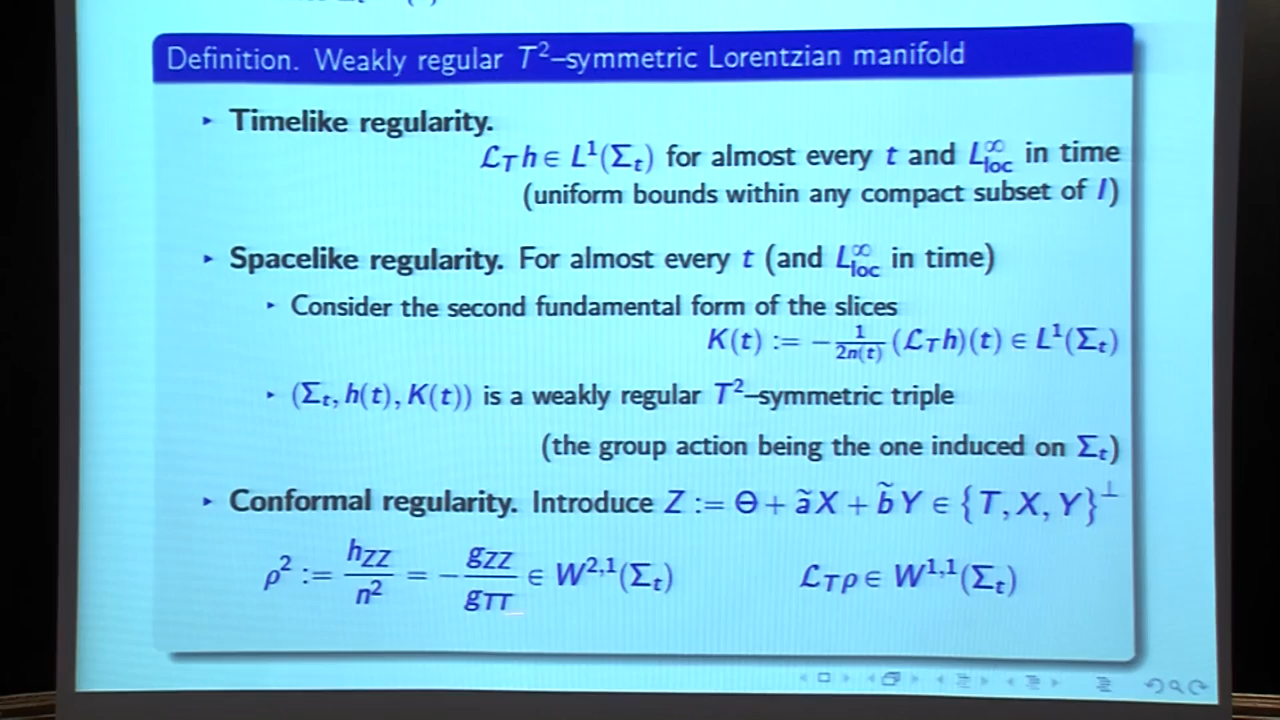 Definition. Weakly regular T²–symmetric Lorentzian manifold
▸ Timelike regularity.
ℒ_T h ∈ L¹(Σ_t) for almost every t and L^∞_loc in time
(uniform bounds within any compact subset of I)
▸ Spacelike regularity. For almost every t (and L^∞_loc in time)
▸ Consider the second fundamental form of the slices
K(t) := − 1/2n(t) (ℒ_T h)(t) ∈ L¹(Σ_t)
▸ (Σ_t, h(t), K(t)) is a weakly regular T²–symmetric triple
(the group action being the one induced on Σ_t)
▸ Conformal regularity. Introduce Z := Θ + ãX + b̃Y ∈ {T, X, Y}^⊥
ρ² := h_ZZ/n² = − g_ZZ/g_TT ∈ W^{2,1}(Σ_t) ℒ_T ρ ∈ W^{1,1}(Σ_t)